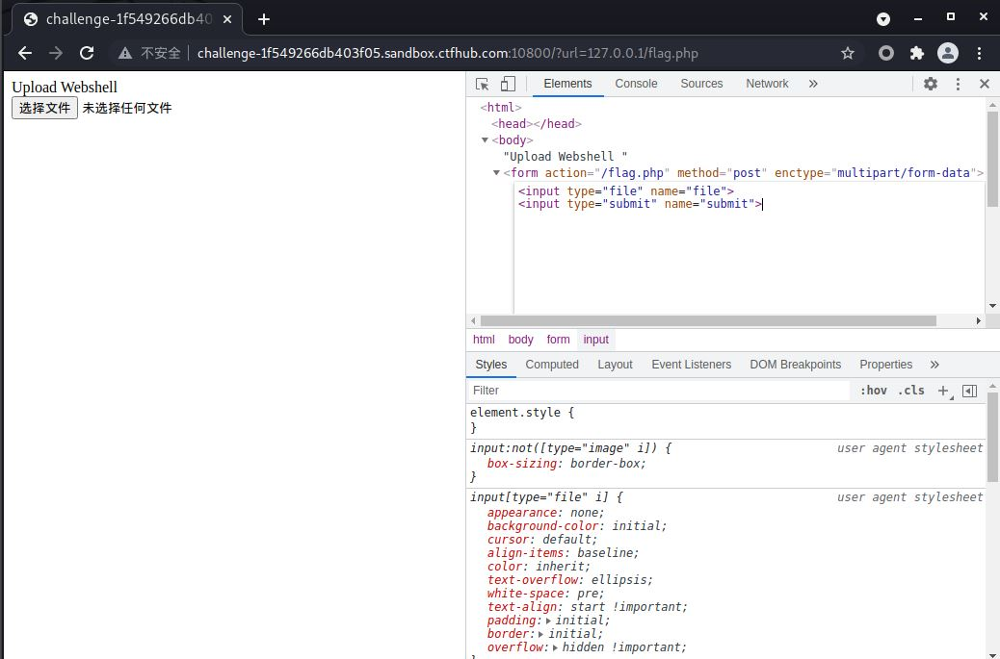 challenge-1f549266db40
不安全
challenge-1f549266db403f05.sandbox.ctfhub.com:10800/?url=127.0.0.1/flag.php
Upload Webshell
选择文件 未选择任何文件
Elements Console Sources Network
<html>
<head></head>
<body>
"Upload Webshell "
<form action="/flag.php" method="post" enctype="multipart/form-data">
<input type="file" name="file">
<input type="submit" name="submit">
html body form input
Styles Computed Layout Event Listeners DOM Breakpoints Properties
Filter :hov .cls
element.style {
}
input:not([type="image" i]) { user agent stylesheet
box-sizing: border-box;
}
input[type="file" i] { user agent stylesheet
appearance: none;
background-color: initial;
cursor: default;
align-items: baseline;
color: inherit;
text-overflow: ellipsis;
white-space: pre;
text-align: start !important;
padding: initial;
border: initial;
overflow: hidden !important;
}